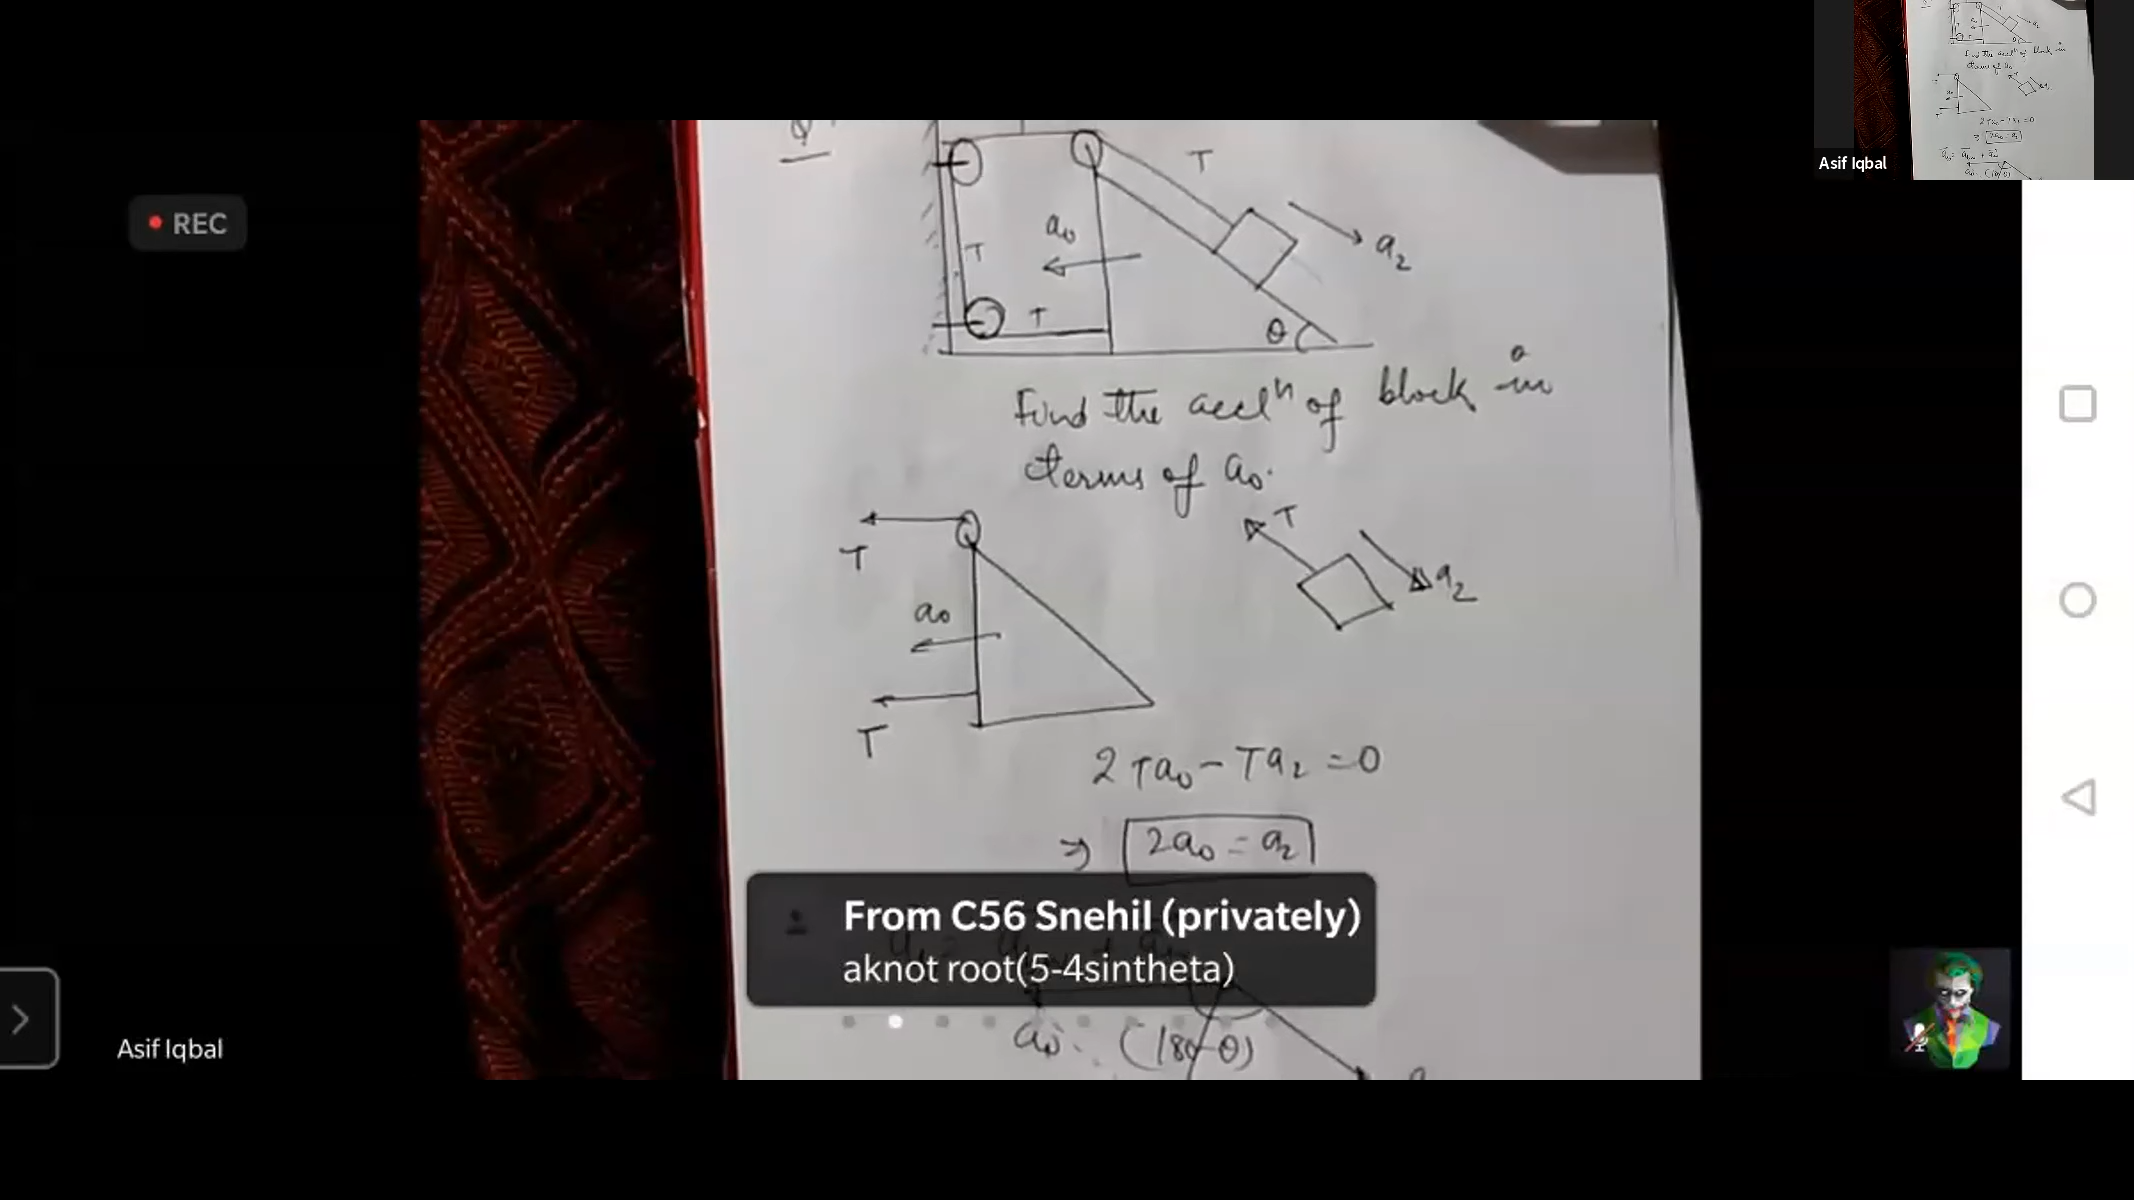 Asif Iqbal
REC
Q
T
a₀
a₂
T
T
θ
Find the accⁿ of block in
terms of a₀.
T
T
a₀
a₂
T
2Ta₀ - Ta₂ = 0
⇒ 2a₀ = a₂
From C56 Snehil (privately)
aknot root(5-4sintheta)
a₀ (180-θ)
Asif Iqbal